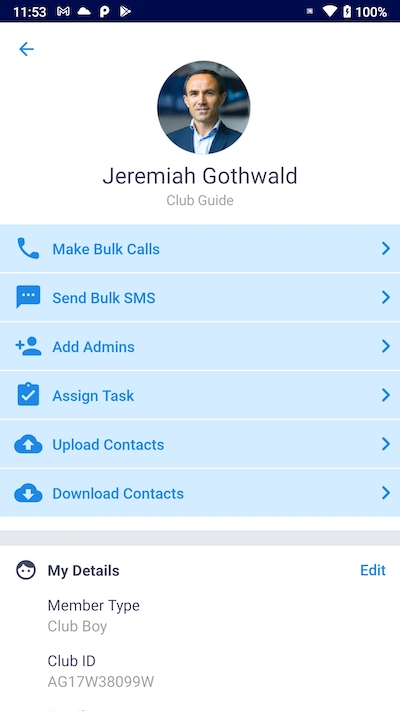 11:53
100%
Jeremiah Gothwald
Club Guide
Make Bulk Calls
Send Bulk SMS
Add Admins
Assign Task
Upload Contacts
Download Contacts
My Details
Edit
Member Type
Club Boy
Club ID
AG17W38099W